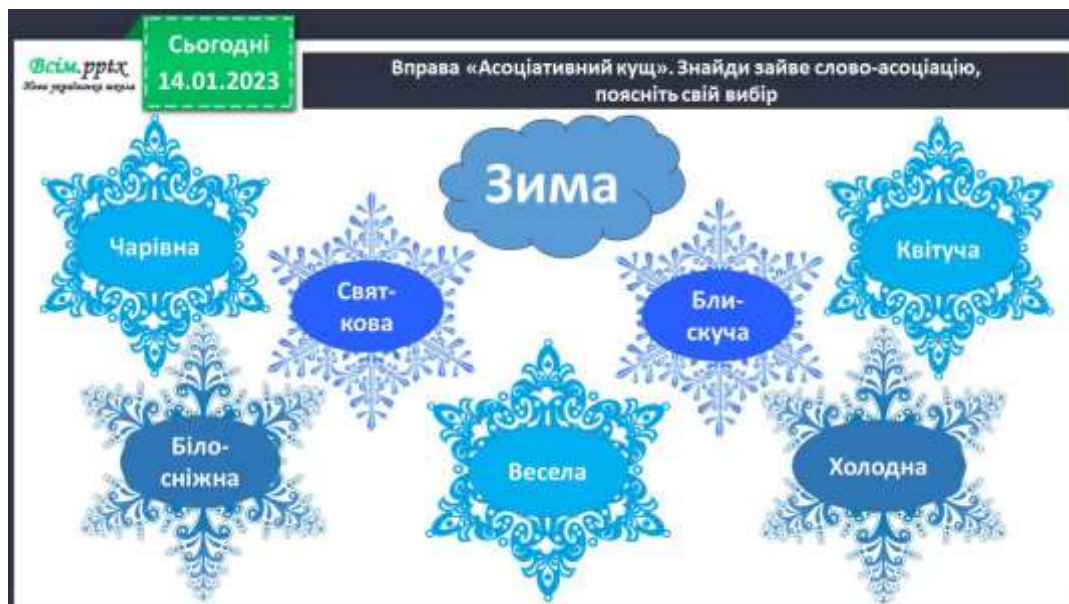 Всім.pptx
Нова українська школа
Сьогодні
14.01.2023
Вправа «Асоціативний кущ». Знайди зайве слово-асоціацію,
поясніть свій вибір
Зима
Чарівна
Свят-
кова
Бли-
скуча
Квітуча
Біло-
сніжна
Весела
Холодна